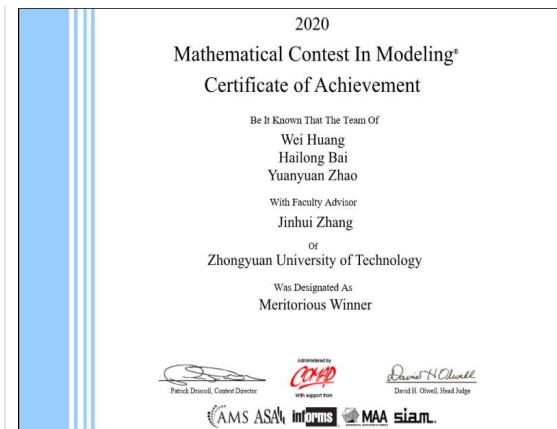 2020
Mathematical Contest In Modeling®
Certificate of Achievement
Be It Known That The Team Of
Wei Huang
Hailong Bai
Yuanyuan Zhao
With Faculty Advisor
Jinhui Zhang
Of
Zhongyuan University of Technology
Was Designated As
Meritorious Winner
Administered by
COMAP
With support from
David H Olwell
Patrick Driscoll, Contest Director
David H. Olwell, Head Judge
AMS ASA informs MAA siam.